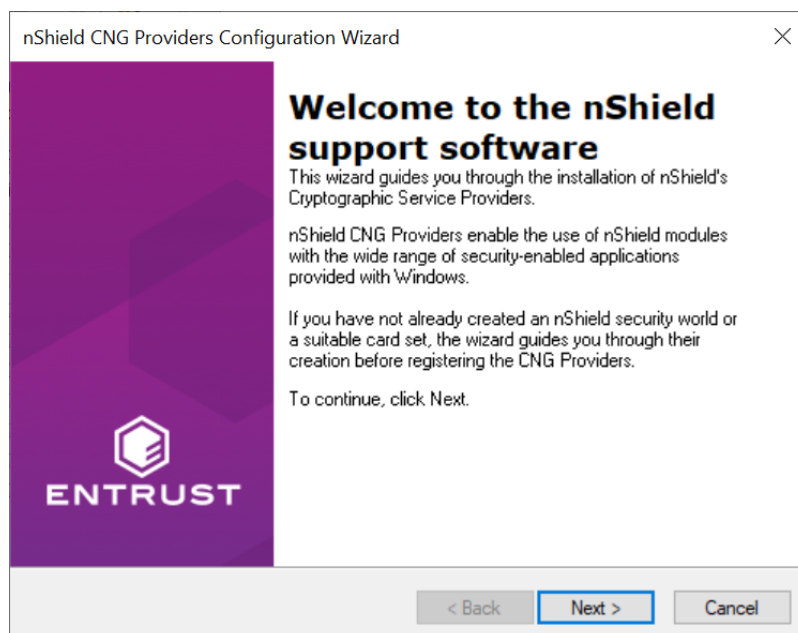 nShield CNG Providers Configuration Wizard
Welcome to the nShield
support software
This wizard guides you through the installation of nShield's
Cryptographic Service Providers.
nShield CNG Providers enable the use of nShield modules
with the wide range of security-enabled applications
provided with Windows.
If you have not already created an nShield security world or
a suitable card set, the wizard guides you through their
creation before registering the CNG Providers.
To continue, click Next.
ENTRUST
< Back
Next >
Cancel